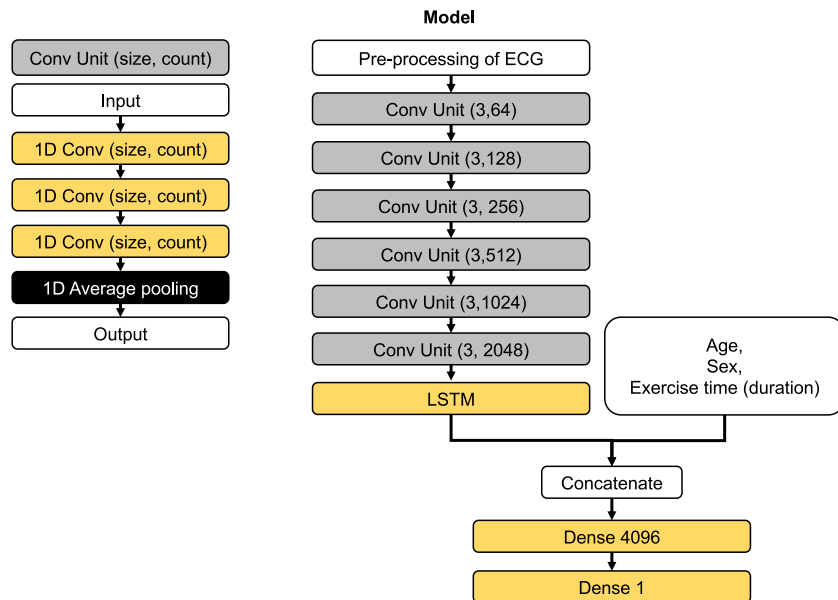 Model
Conv Unit (size, count)
Input
1D Conv (size, count)
1D Conv (size, count)
1D Conv (size, count)
1D Average pooling
Output
Pre-processing of ECG
Conv Unit (3,64)
Conv Unit (3,128)
Conv Unit (3, 256)
Conv Unit (3,512)
Conv Unit (3,1024)
Conv Unit (3, 2048)
LSTM
Age,
Sex,
Exercise time (duration)
Concatenate
Dense 4096
Dense 1